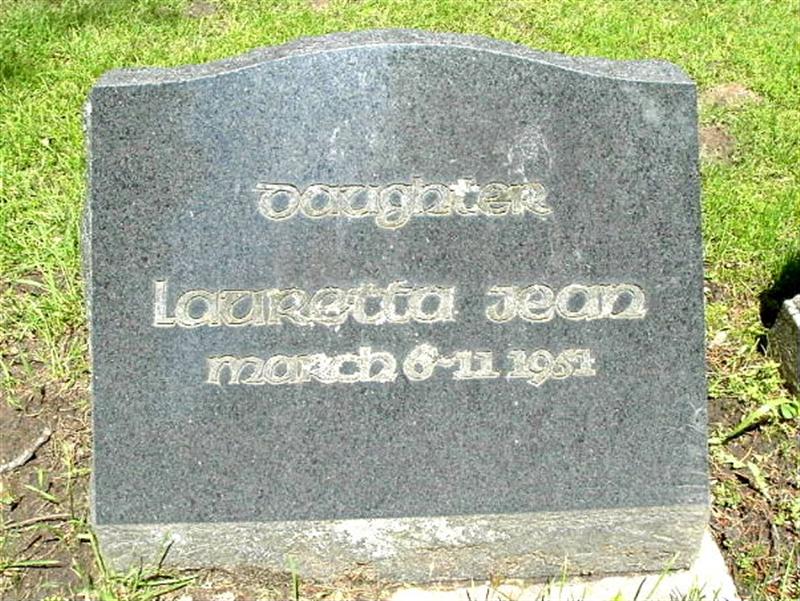 Daughter
Lauretta Jean
March 6-11 1951